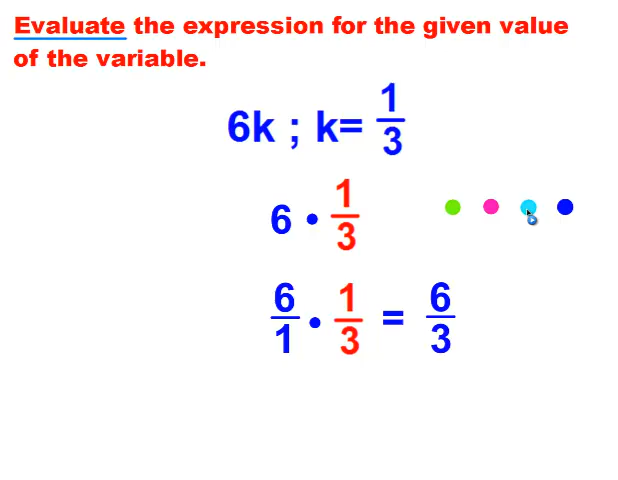 Evaluate the expression for the given value
of the variable.
6k ; k= 1/3
6 • 1/3
6/1 • 1/3 = 6/3